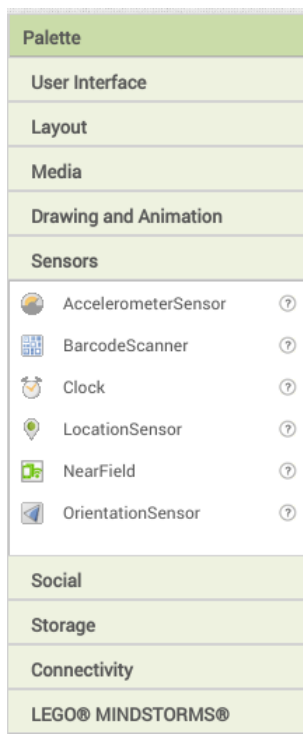 Palette
User Interface
Layout
Media
Drawing and Animation
Sensors
AccelerometerSensor ?
BarcodeScanner ?
Clock ?
LocationSensor ?
NearField ?
OrientationSensor ?
Social
Storage
Connectivity
LEGO® MINDSTORMS®